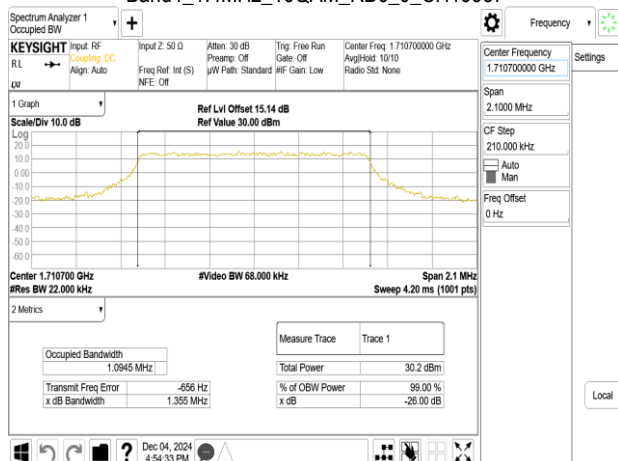 Spectrum Analyzer 1
Occupied BW
+
Frequency
KEYSIGHT
Input: RF
Coupling: DC
Align: Auto
Input Z: 50 Ω
Freq Ref: Int (S)
NFE: Off
Atten: 30 dB
Preamp: Off
µW Path: Standard
Trig: Free Run
Gate: Off
#IF Gain: Low
Center Freq: 1.710700000 GHz
Avg|Hold: 10/10
Radio Std: None
RL
LXI
Center Frequency
1.710700000 GHz
Settings
Span
2.1000 MHz
CF Step
210.000 kHz
Auto
Man
Freq Offset
0 Hz
Local
1 Graph
Scale/Div 10.0 dB
Ref Lvl Offset 15.14 dB
Ref Value 30.00 dBm
Log
20.0
10.0
0.00
-10.0
-20.0
-30.0
-40.0
-50.0
-60.0
Center 1.710700 GHz
#Video BW 68.000 kHz
Span 2.1 MHz
#Res BW 22.000 kHz
Sweep 4.20 ms (1001 pts)
2 Metrics
Measure Trace
Trace 1
Occupied Bandwidth
1.0945 MHz
Total Power
30.2 dBm
Transmit Freq Error
-656 Hz
% of OBW Power
99.00 %
x dB Bandwidth
1.355 MHz
x dB
-26.00 dB
?
Dec 04, 2024
4:54:33 PM